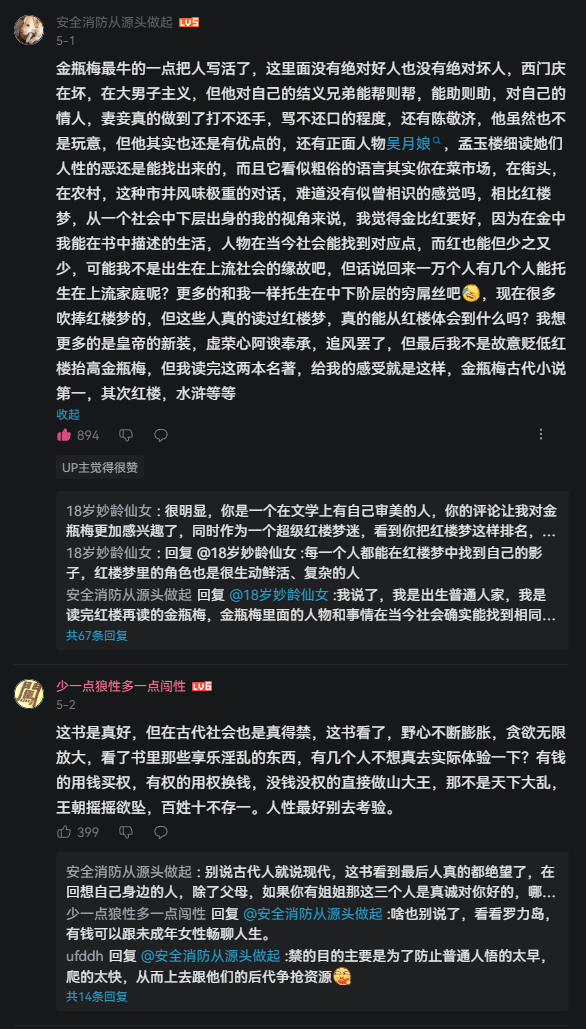 安全消防从源头做起 LV5
5-1
金瓶梅最牛的一点把人写活了，这里面没有绝对好人也没有绝对坏人，西门庆
在坏，在大男子主义，但他对自己的结义兄弟能帮则帮，能助则助，对自己的
情人，妻妾真的做到了打不还手，骂不还口的程度，还有陈敬济，他虽然也不
是玩意，但他其实也还是有优点的，还有正面人物吴月娘，孟玉楼细读她们
人性的恶还是能找出来的，而且它看似粗俗的语言其实你在菜市场，在街头，
在农村，这种市井风味极重的对话，难道没有似曾相识的感觉吗，相比红楼
梦，从一个社会中下层出身的我的视角来说，我觉得金比红要好，因为在金中
我能在书中描述的生活，人物在当今社会能找到对应点，而红也能但少之又
少，可能我不是出生在上流社会的缘故吧，但话说回来一万个人有几个人能托
生在上流家庭呢？更多的和我一样托生在中下阶层的穷屌丝吧，现在很多
吹捧红楼梦的，但这些人真的读过红楼梦，真的能从红楼体会到什么吗？我想
更多的是皇帝的新装，虚荣心阿谀奉承，追风罢了，但最后我不是故意贬低红
楼抬高金瓶梅，但我读完这两本名著，给我的感受就是这样，金瓶梅古代小说
第一，其次红楼，水浒等等
收起
894
UP主觉得很赞
18岁妙龄仙女：很明显，你是一个在文学上有自己审美的人，你的评论让我对金
瓶梅更加感兴趣了，同时作为一个超级红楼梦迷，看到你把红楼梦这样排名，...
18岁妙龄仙女：回复 @18岁妙龄仙女 :每一个人都能在红楼梦中找到自己的影
子，红楼梦里的角色也是很生动鲜活、复杂的人
安全消防从源头做起 回复 @18岁妙龄仙女 :我说了，我是出生普通人家，我是
读完红楼再读的金瓶梅，金瓶梅里面的人物和事情在当今社会确实能找到相同...
共67条回复
少一点狼性多一点闯性 LV6
5-2
这书是真好，但在古代社会也是真得禁，这书看了，野心不断膨胀，贪欲无限
放大，看了书里那些享乐淫乱的东西，有几个人不想真去实际体验一下？有钱
的用钱买权，有权的用权换钱，没钱没权的直接做山大王，那不是天下大乱，
王朝摇摇欲坠，百姓十不存一。人性最好别去考验。
399
安全消防从源头做起：别说古代人就说现代，这书看到最后人真的都绝望了，在
回想自己身边的人，除了父母，如果你有姐姐那这三个人是真诚对你好的，哪...
少一点狼性多一点闯性 回复 @安全消防从源头做起 :啥也别说了，看看罗力岛，
有钱可以跟未成年女性畅聊人生。
ufddh 回复 @安全消防从源头做起 :禁的目的主要是为了防止普通人悟的太早，
爬的太快，从而上去跟他们的后代争抢资源
共14条回复